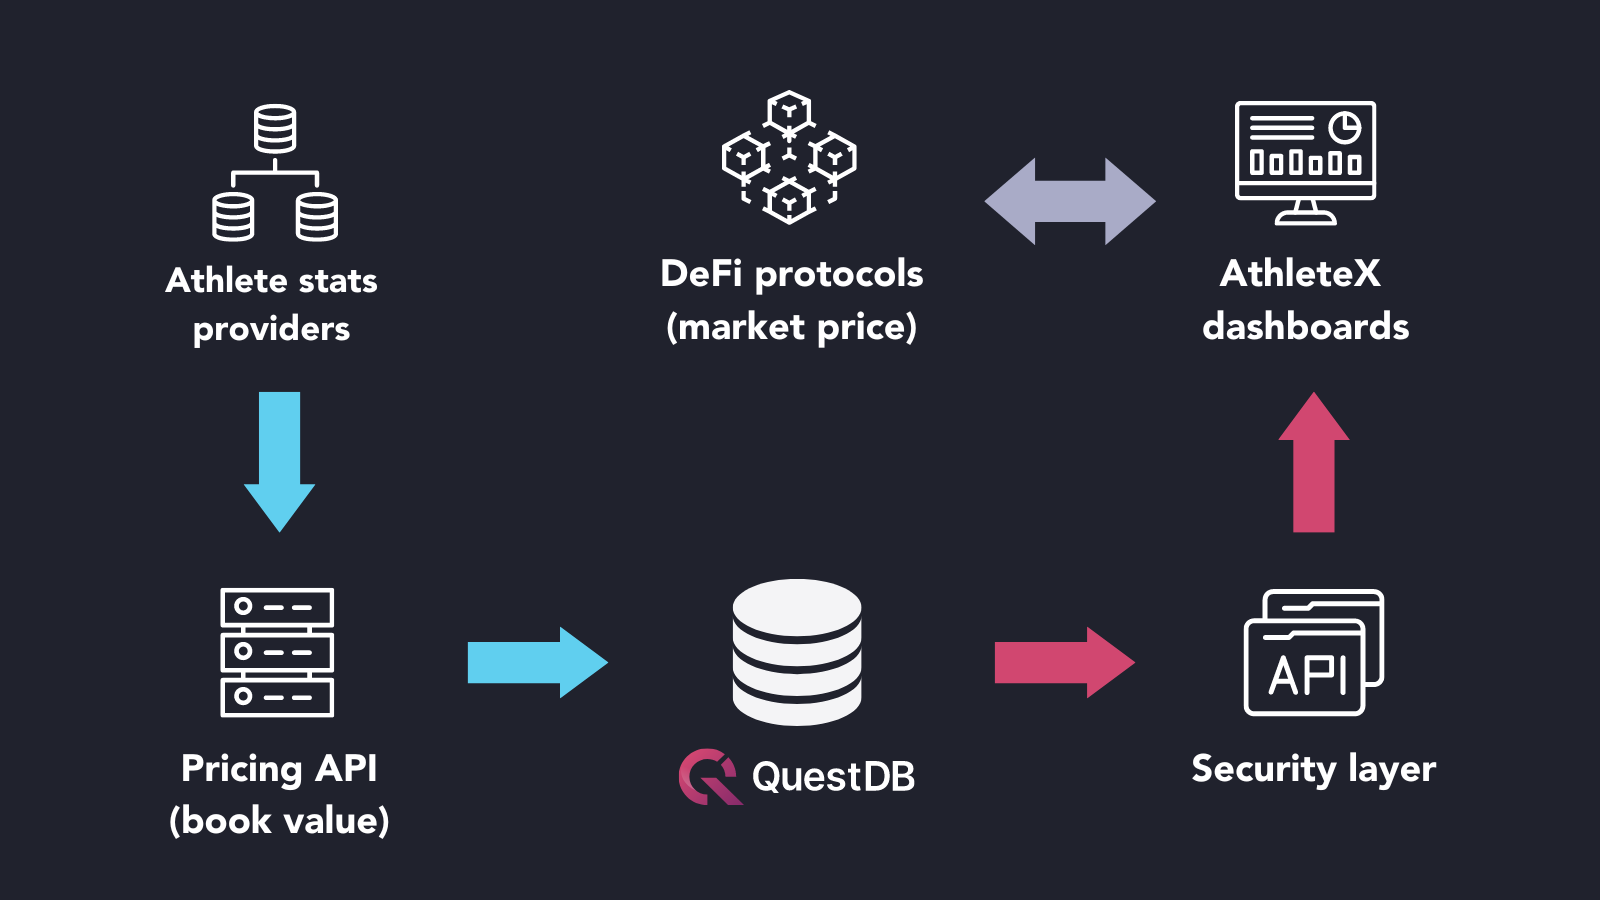 Athlete stats
providers
DeFi protocols
(market price)
AthleteX
dashboards
Pricing API
(book value)
QuestDB
API
Security layer